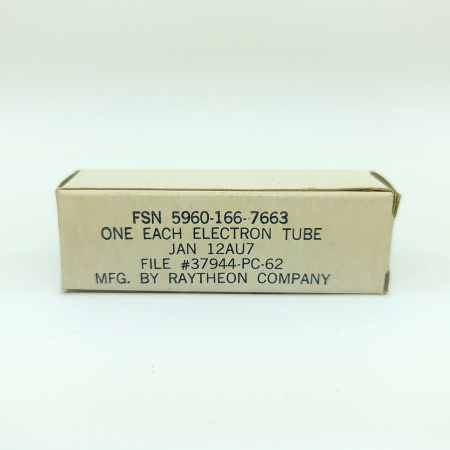 FSN 5960-166-7663
ONE EACH ELECTRON TUBE
JAN 12AU7
FILE #37944-PC-62
MFG. BY RAYTHEON COMPANY